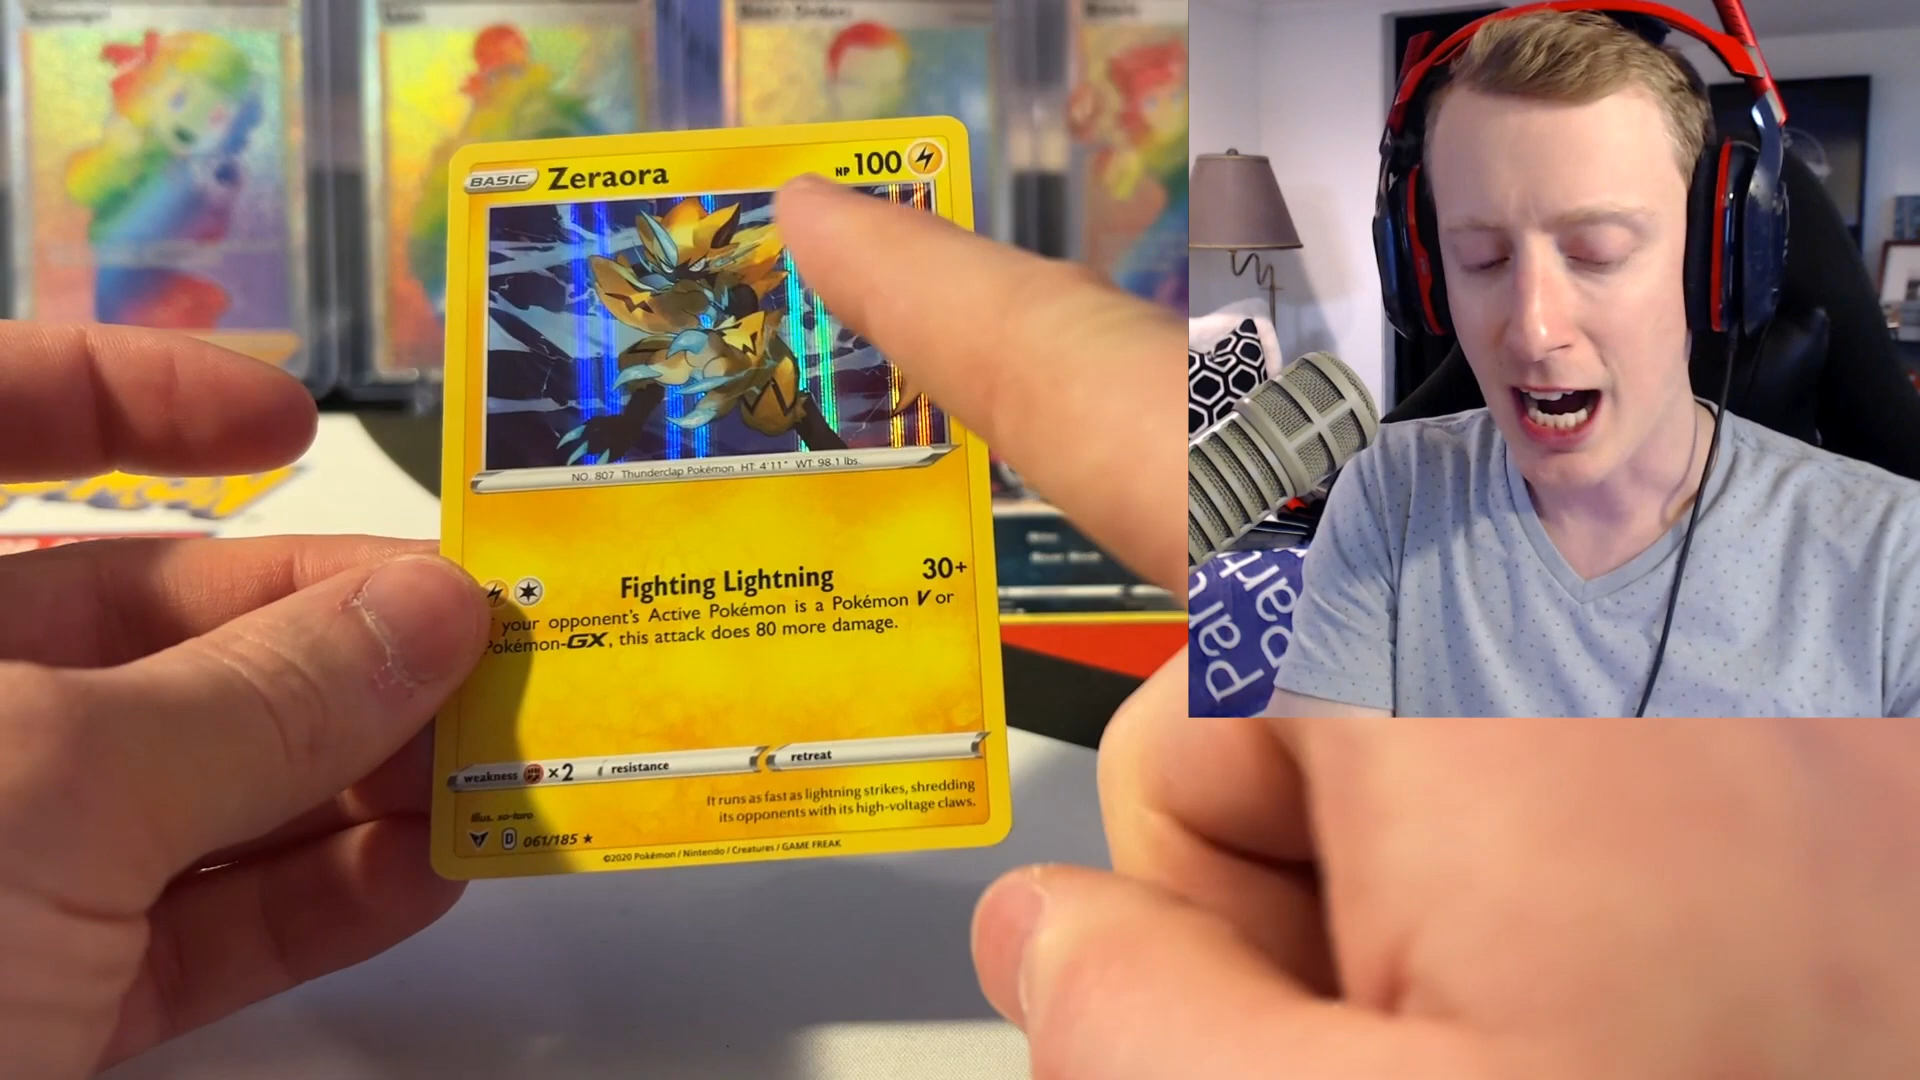 BASIC Zeraora HP 100
NO. 807 Thunderclap Pokémon HT: 4'11" WT: 98.1 lbs.
Fighting Lightning 30+
your opponent's Active Pokémon is a Pokémon V or
Pokémon-GX, this attack does 80 more damage.
weakness ×2 resistance retreat
It runs as fast as lightning strikes, shredding
its opponents with its high-voltage claws.
Illus. so-taro
D 061/185 ★
©2020 Pokémon / Nintendo / Creatures / GAME FREAK